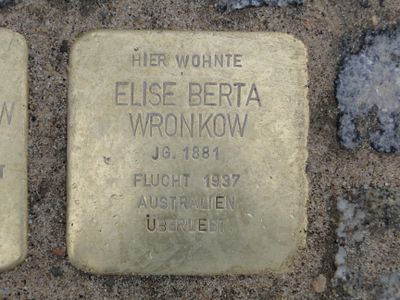 HIER WOHNTE
ELISE BERTA
WRONKOW
JG. 1881
FLUCHT 1937
AUSTRALIEN
ÜBERLEBT